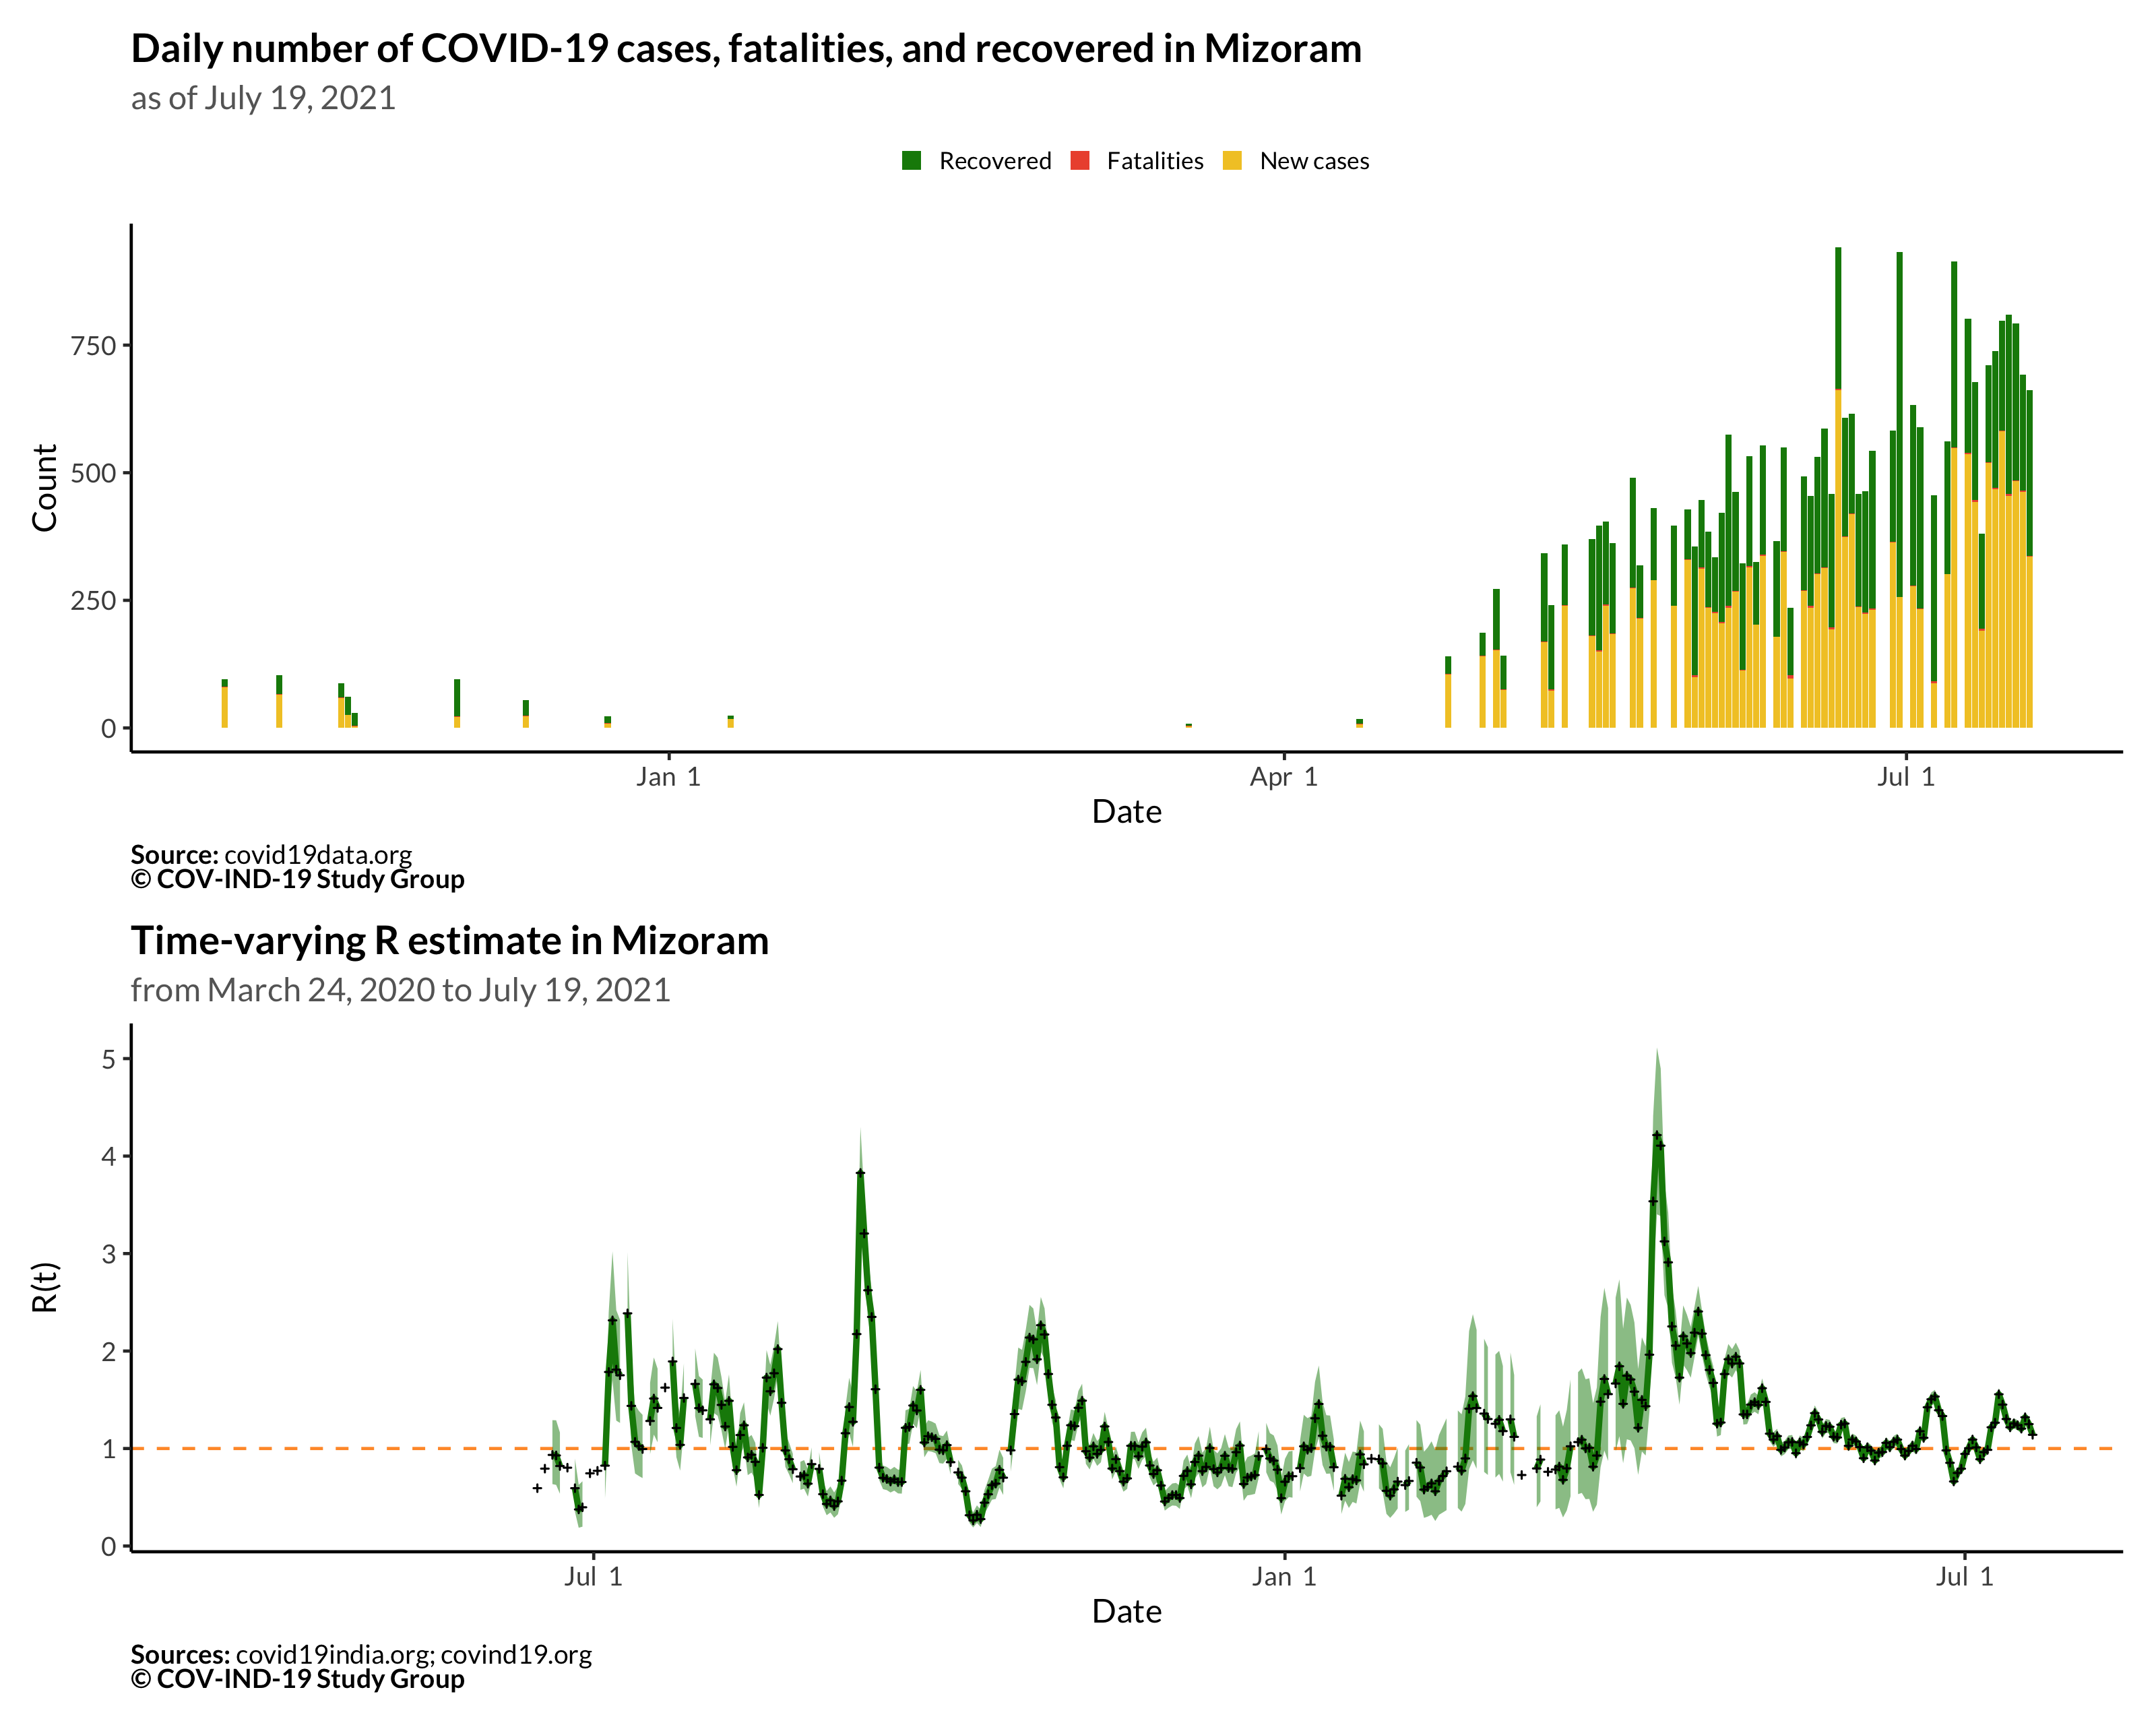 Daily number of COVID-19 cases, fatalities, and recovered in Mizoram
as of July 19, 2021
Recovered Fatalities New cases
Count
750
500
250
0
Jan 1 Apr 1 Jul 1
Date
Source: covid19data.org
© COV-IND-19 Study Group
Time-varying R estimate in Mizoram
from March 24, 2020 to July 19, 2021
R(t)
5
4
3
2
1
0
Jul 1 Jan 1 Jul 1
Date
Sources: covid19india.org; covind19.org
© COV-IND-19 Study Group